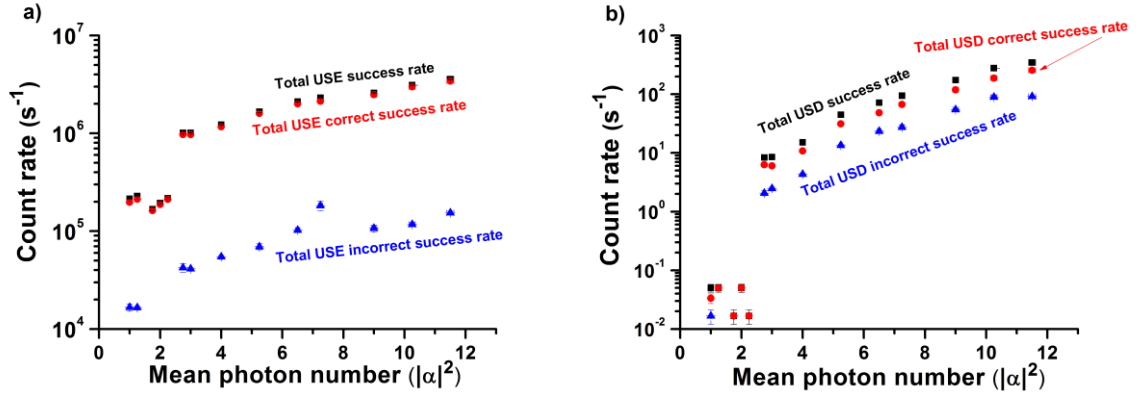 a)
10^7
10^6
10^5
10^4
Count rate (s^-1)
Total USE success rate
Total USE correct success rate
Total USE incorrect success rate
0 2 4 6 8 10 12
Mean photon number (|α|^2)
b)
10^3
10^2
10^1
10^0
10^-1
10^-2
Count rate (s^-1)
Total USD correct success rate
Total USD success rate
Total USD incorrect success rate
0 2 4 6 8 10 12
Mean photon number (|α|^2)